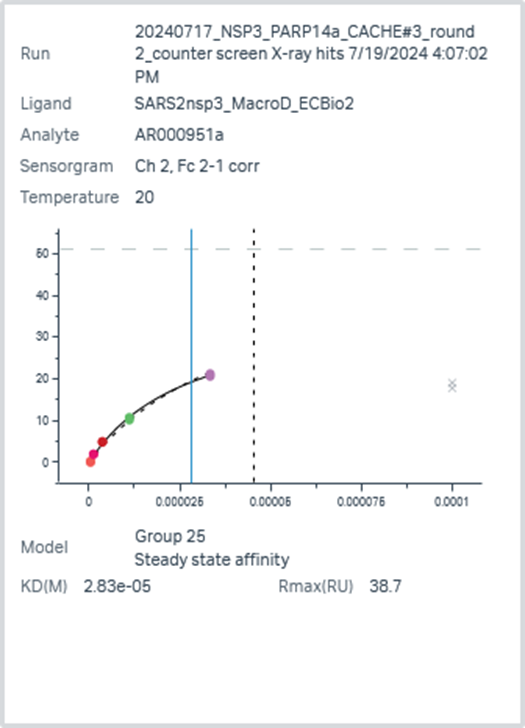 Run
20240717_NSP3_PARP14a_CACHE#3_round
2_counter screen X-ray hits 7/19/2024 4:07:02
PM
Ligand SARS2nsp3_MacroD_ECBio2
Analyte AR000951a
Sensorgram Ch 2, Fc 2-1 corr
Temperature 20
50
40
30
20
10
0
0 0.000025 0.00005 0.000075 0.0001
Model
Group 25
Steady state affinity
KD(M) 2.83e-05 Rmax(RU) 38.7